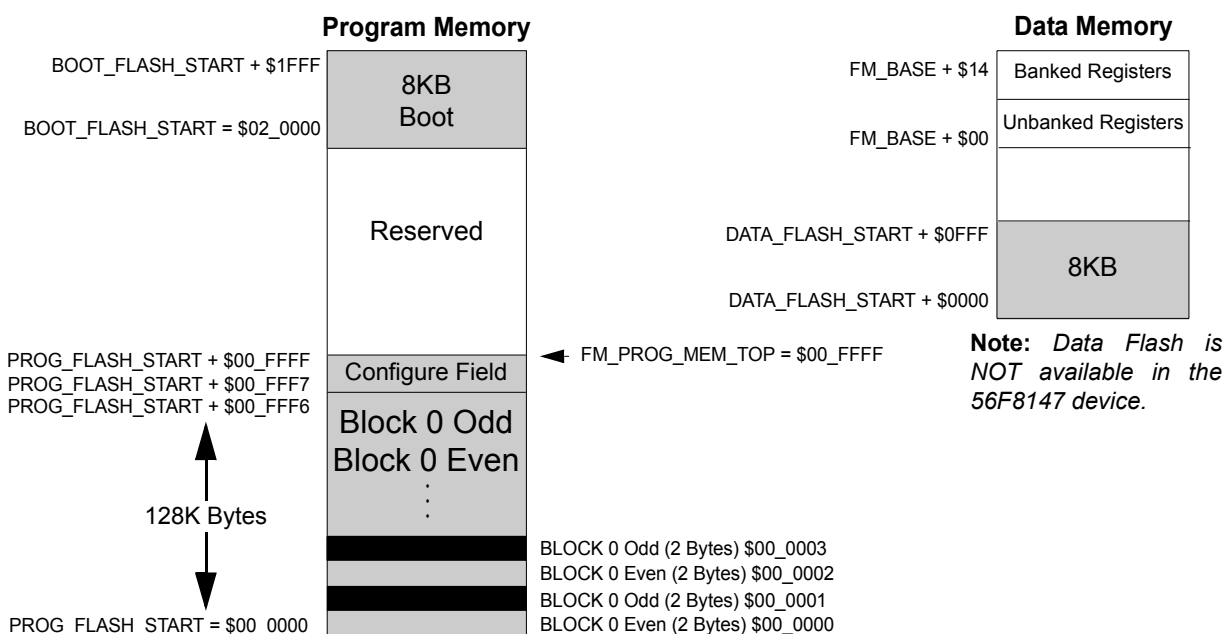 Program Memory
BOOT_FLASH_START + $1FFF
8KB
Boot
BOOT_FLASH_START = $02_0000
Reserved
PROG_FLASH_START + $00_FFFF
FM_PROG_MEM_TOP = $00_FFFF
Configure Field
PROG_FLASH_START + $00_FFF7
PROG_FLASH_START + $00_FFF6
Block 0 Odd
Block 0 Even
128K Bytes
BLOCK 0 Odd (2 Bytes) $00_0003
BLOCK 0 Even (2 Bytes) $00_0002
BLOCK 0 Odd (2 Bytes) $00_0001
PROG_FLASH_START = $00_0000
BLOCK 0 Even (2 Bytes) $00_0000
Data Memory
FM_BASE + $14
Banked Registers
Unbanked Registers
FM_BASE + $00
DATA_FLASH_START + $0FFF
8KB
DATA_FLASH_START + $0000
Note: Data Flash is
NOT available in the
56F8147 device.